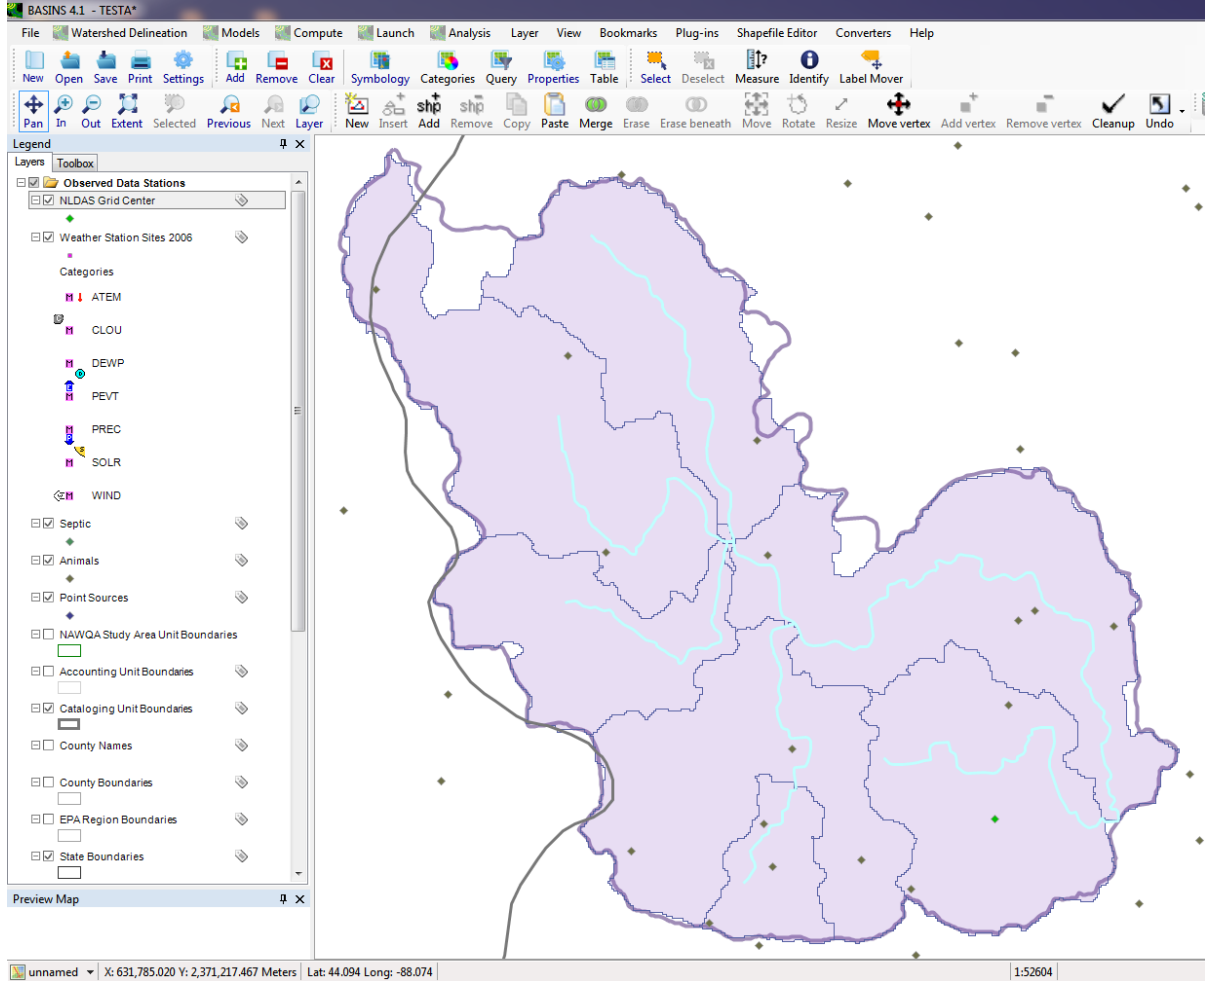 BASINS 4.1 - TESTA*
File Watershed Delineation Models Compute Launch Analysis Layer View Bookmarks Plug-ins Shapefile Editor Converters Help
New Open Save Print Settings Add Remove Clear Symbology Categories Query Properties Table Select Deselect Measure Identify Label Mover
Pan In Out Extent Selected Previous Next Layer New Insert Add Remove Copy Paste Merge Erase Erase beneath Move Rotate Resize Move vertex Add vertex Remove vertex Cleanup Undo
Legend
Layers Toolbox
Observed Data Stations
NLDAS Grid Center
Weather Station Sites 2006
Categories
ATEM
CLOU
DEWP
PEVT
PREC
SOLR
WIND
Septic
Animals
Point Sources
NAWQA Study Area Unit Boundaries
Accounting Unit Boundaries
Cataloging Unit Boundaries
County Names
County Boundaries
EPA Region Boundaries
State Boundaries
Preview Map
unnamed X: 631,785.020 Y: 2,371,217.467 Meters Lat: 44.094 Long: -88.074 1:52604